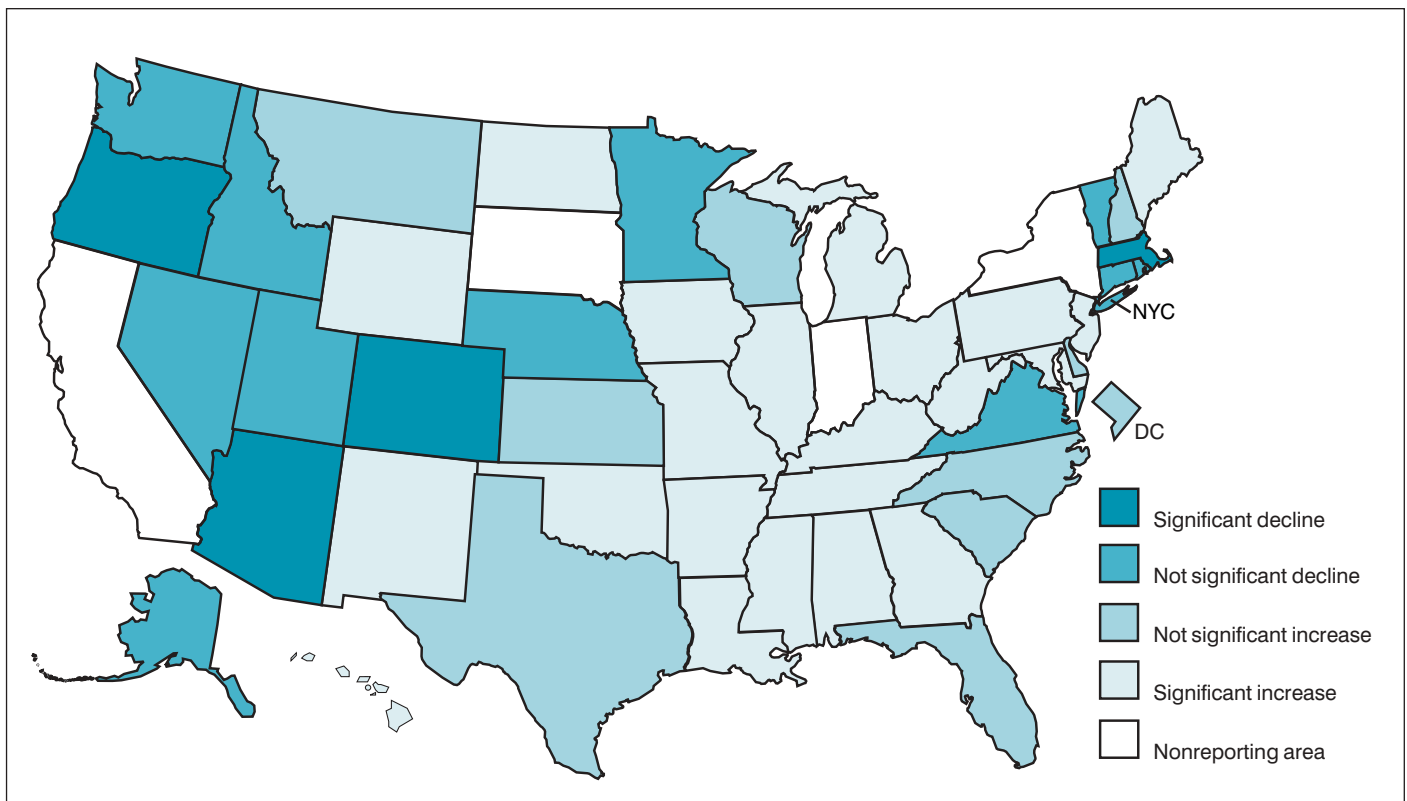 NYC
DC
Significant decline
Not significant decline
Not significant increase
Significant increase
Nonreporting area